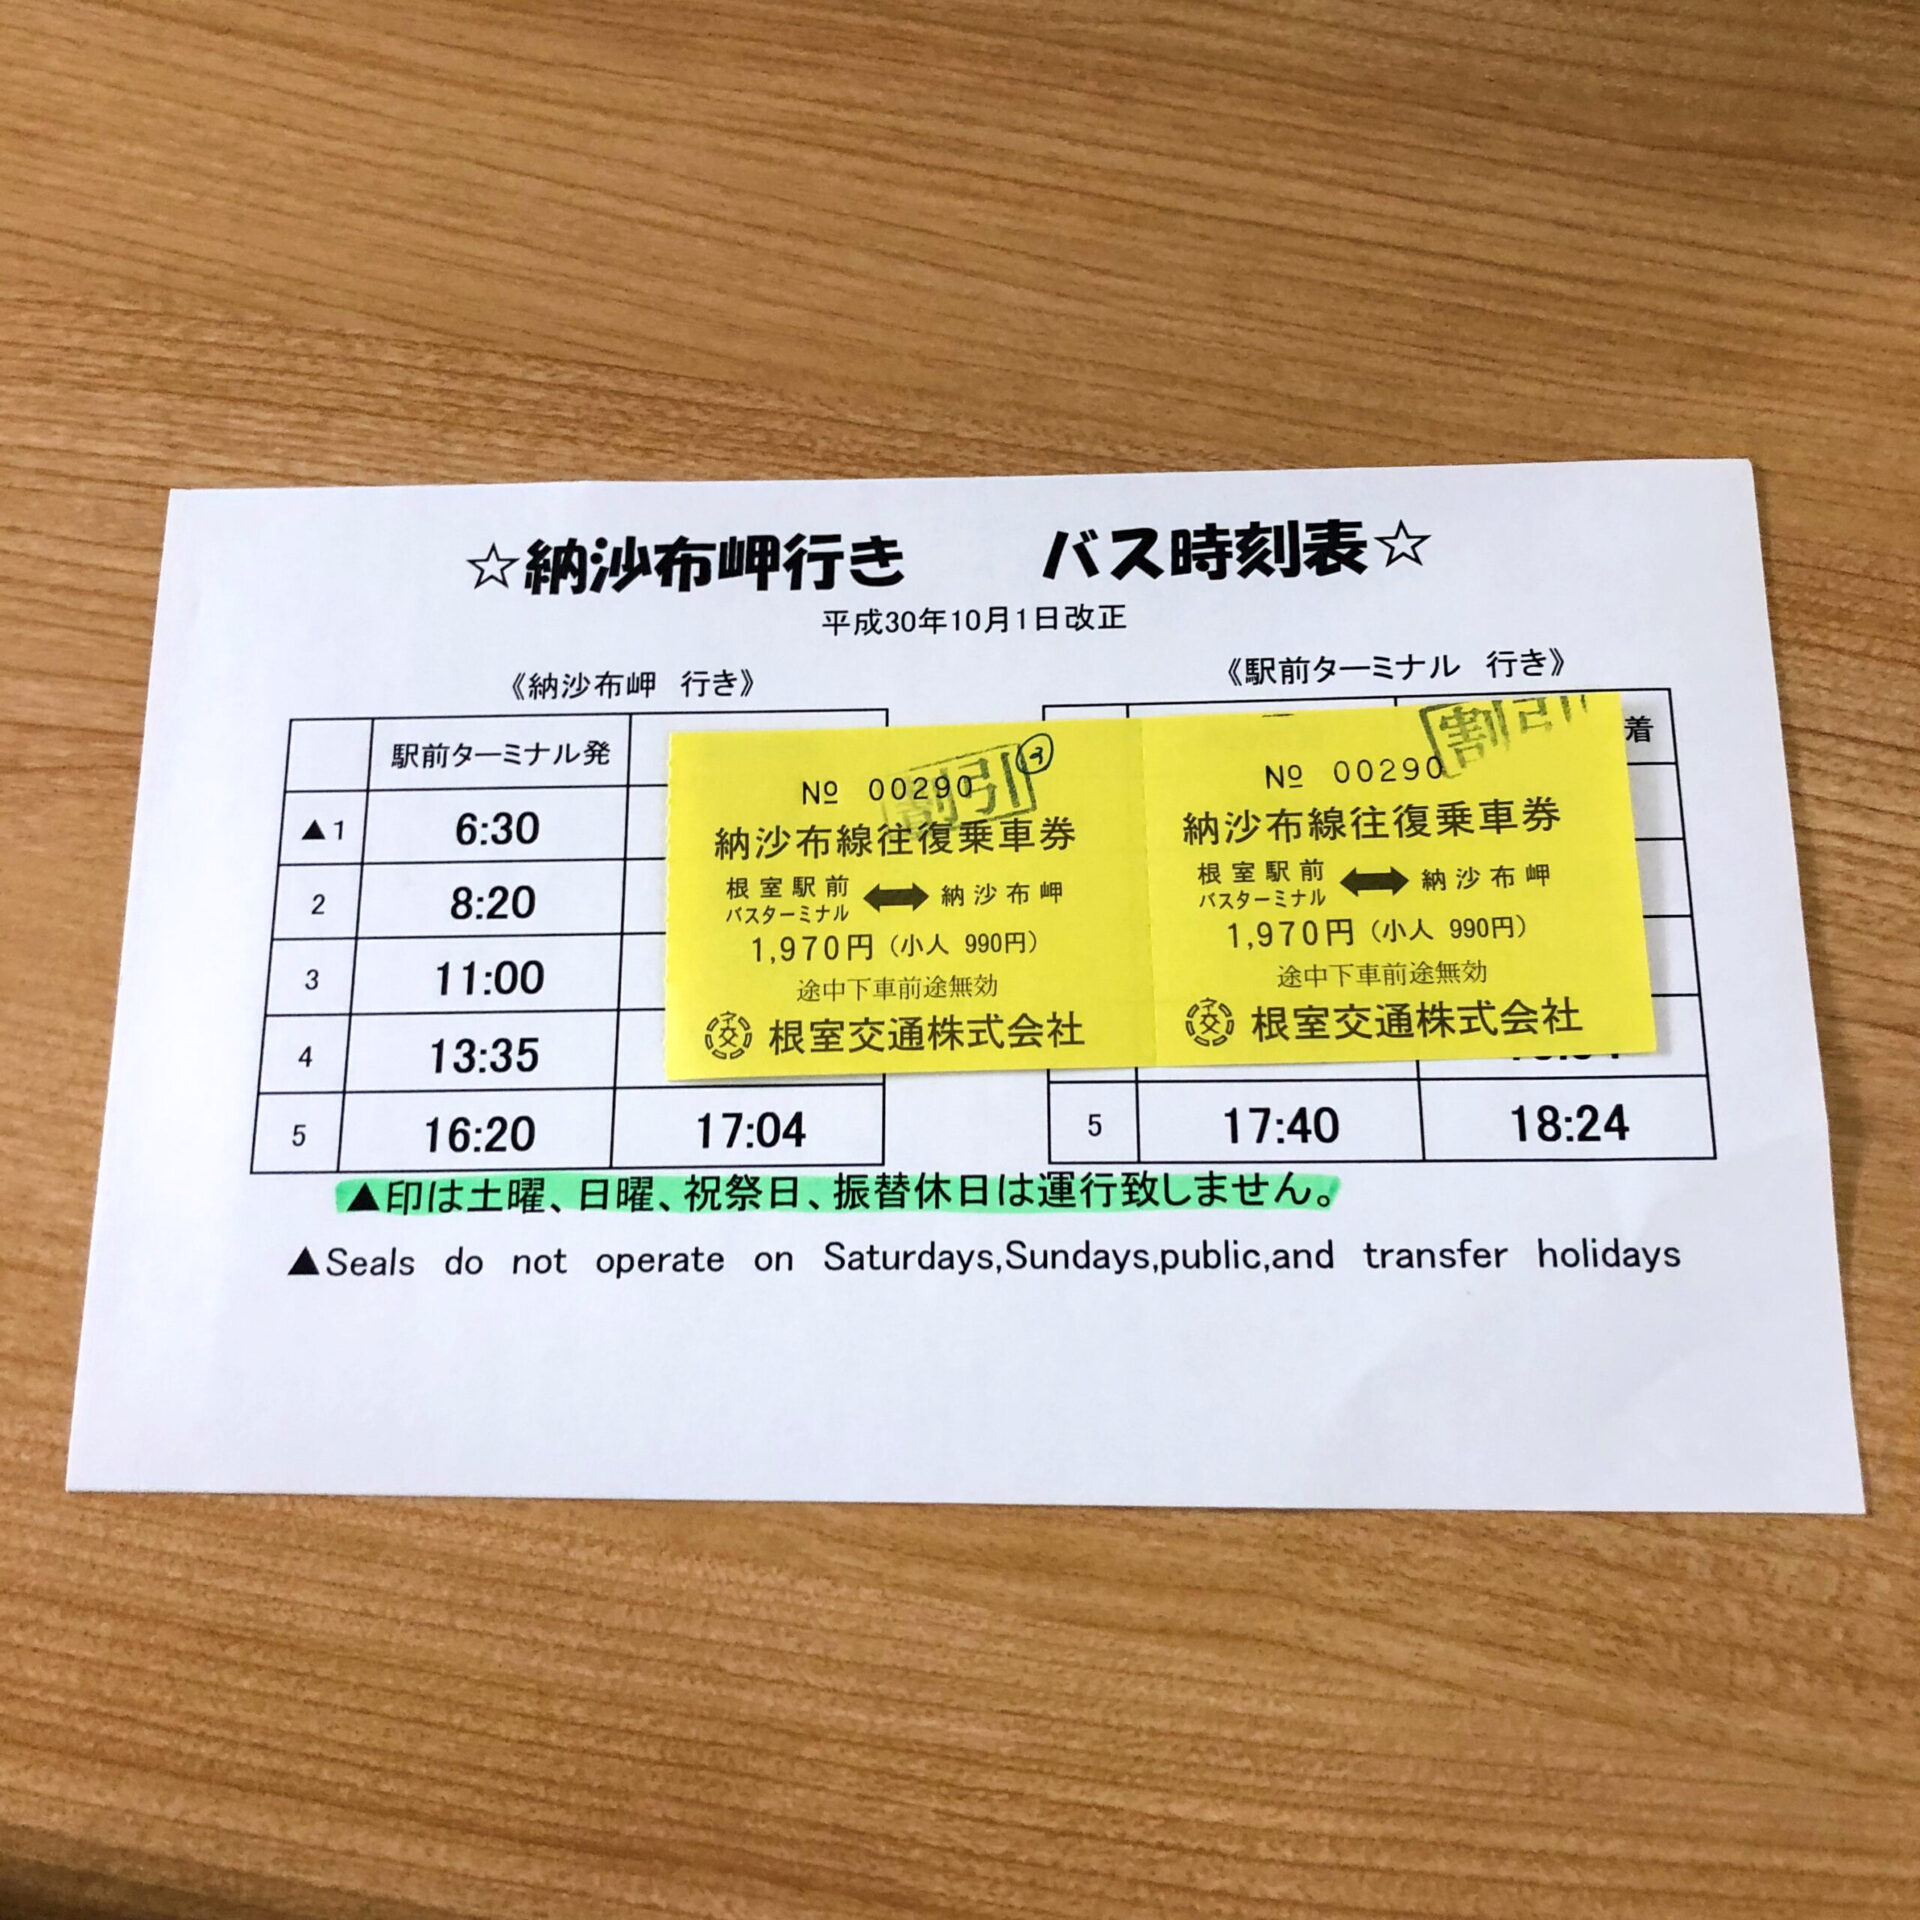 ☆納沙布岬行き　バス時刻表☆
平成30年10月1日改正
《納沙布岬　行き》
駅前ターミナル発
▲1 6:30
2 8:20
3 11:00
4 13:35
5 16:20 17:04
《駅前ターミナル　行き》
着
5 17:40 18:24
割引 3
№ 00290
納沙布線往復乗車券
根室駅前 ⟷ 納沙布岬
バスターミナル
1,970円（小人 990円）
途中下車前途無効
根室交通株式会社
割引
№ 00290
納沙布線往復乗車券
根室駅前 ⟷ 納沙布岬
バスターミナル
1,970円（小人 990円）
途中下車前途無効
根室交通株式会社
▲印は土曜、日曜、祝祭日、振替休日は運行致しません。
▲Seals do not operate on Saturdays,Sundays,public,and transfer holidays